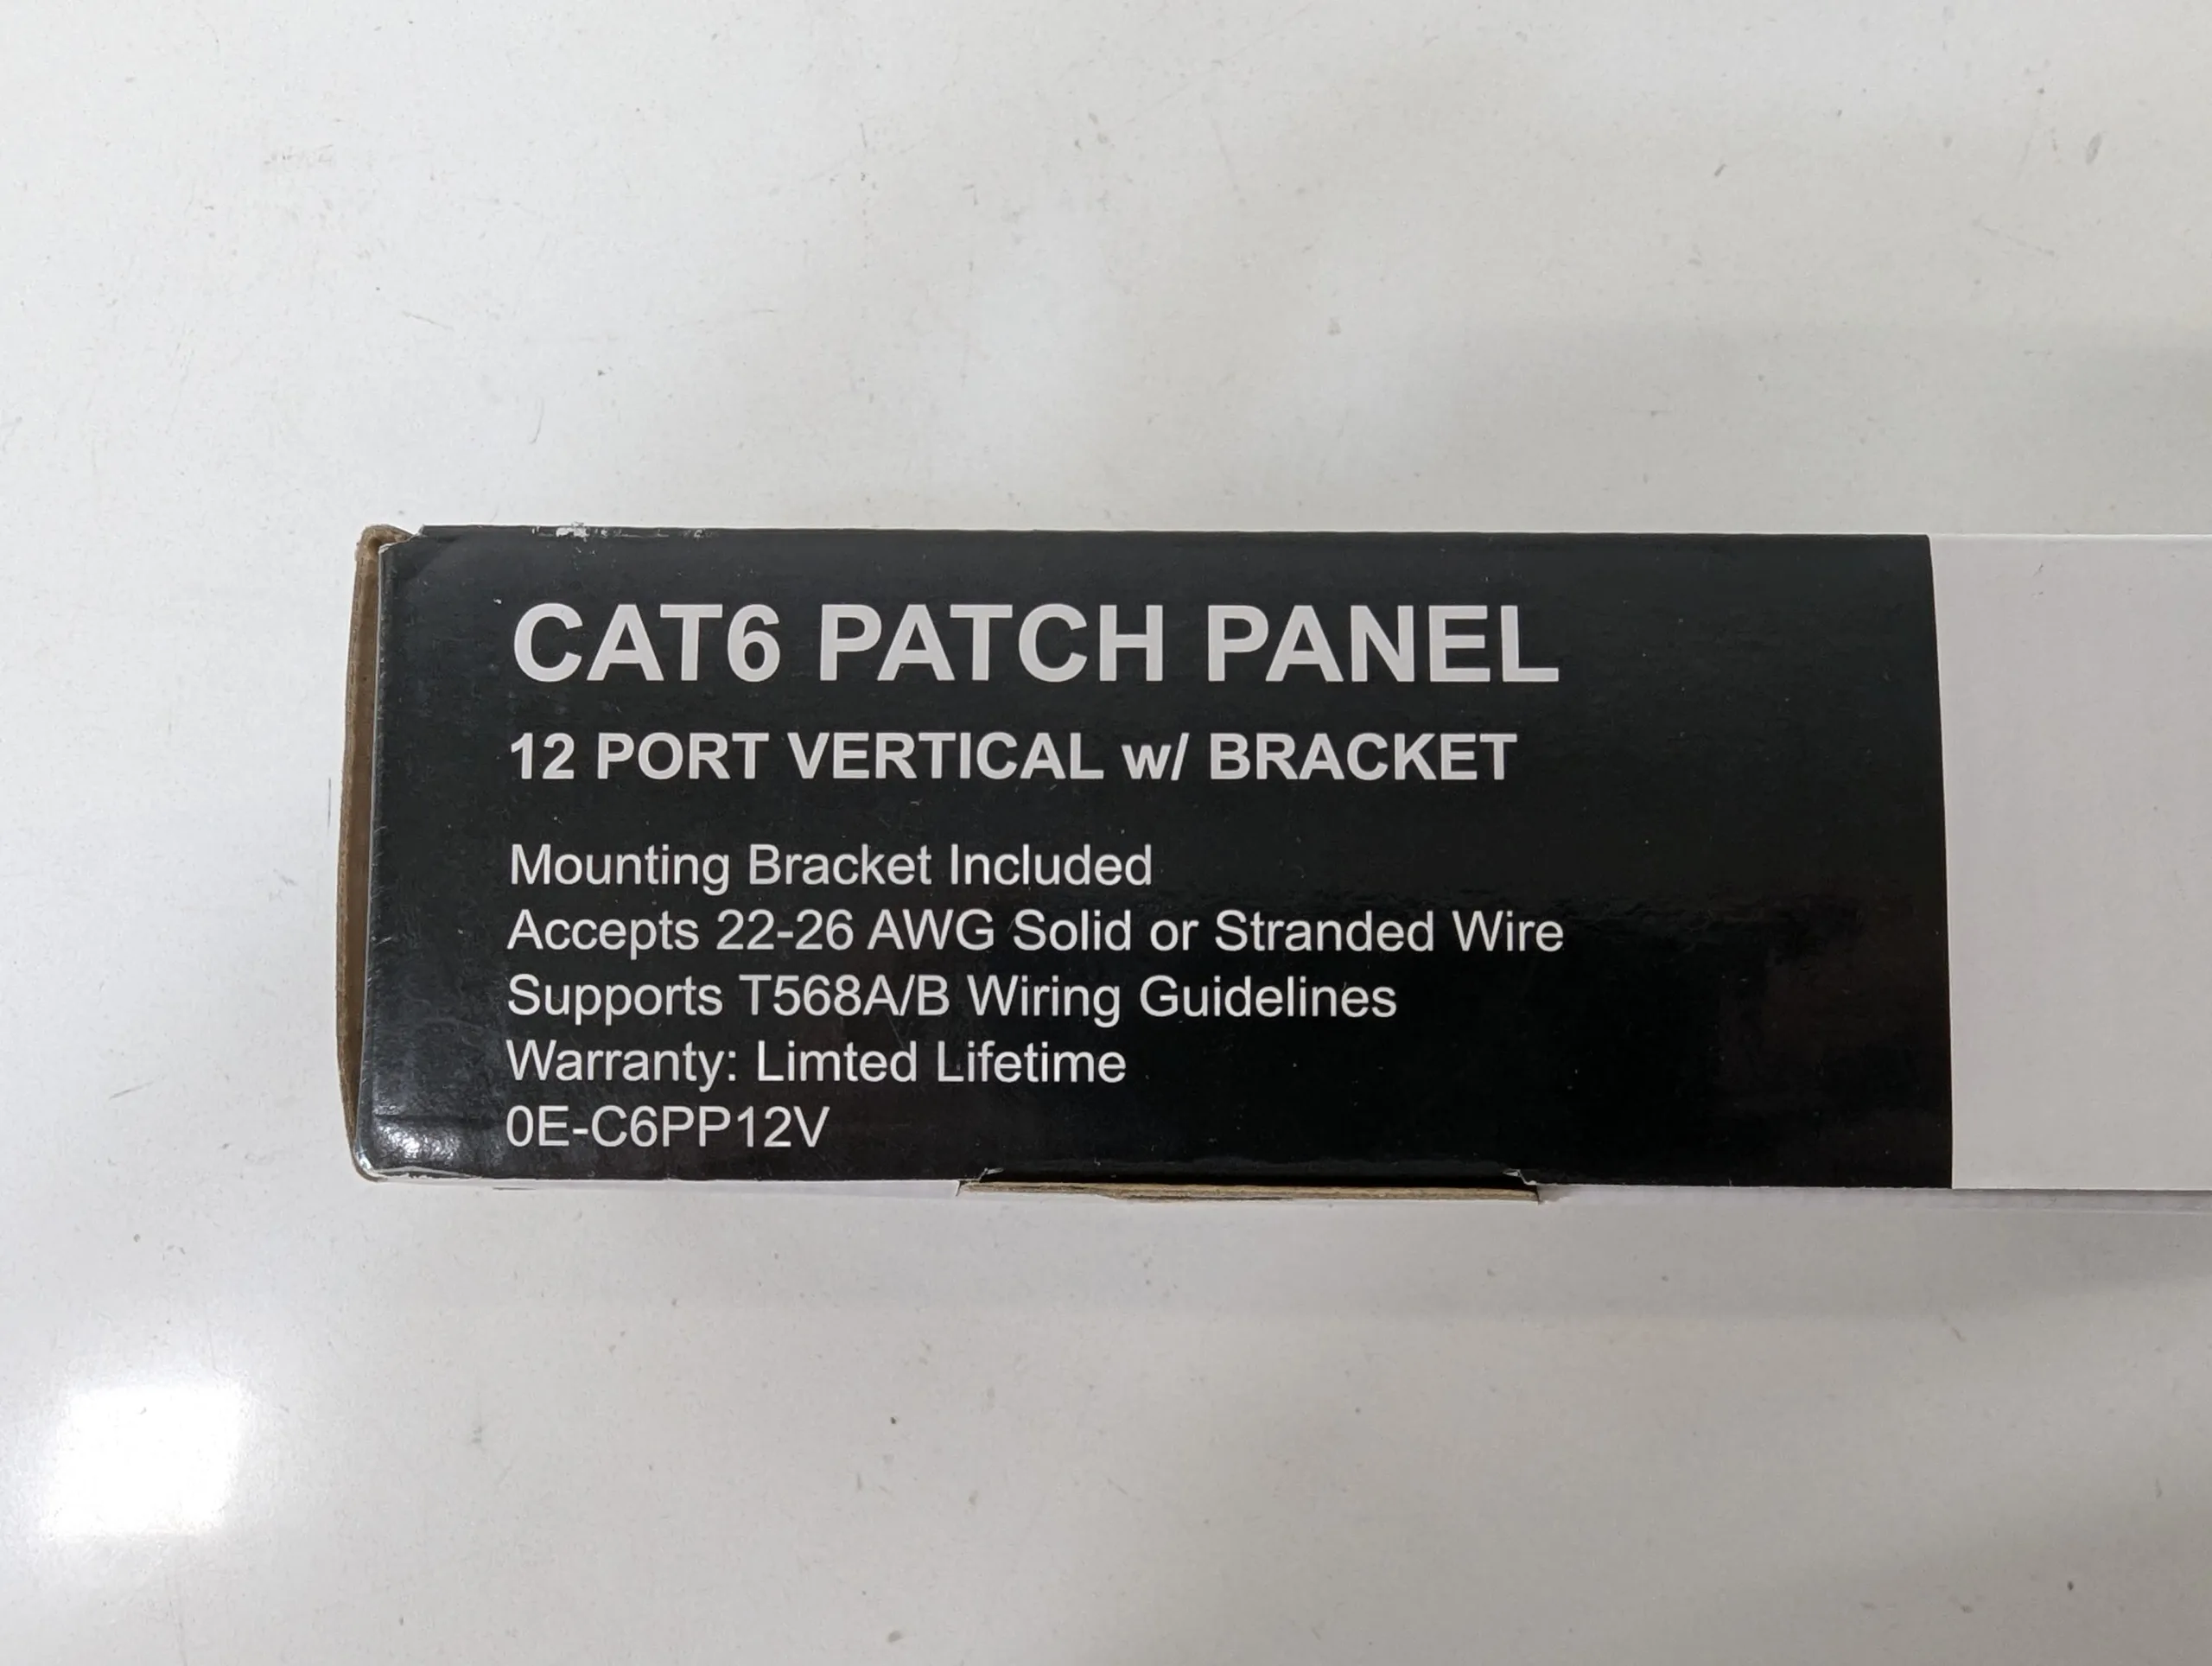 CAT6 PATCH PANEL
12 PORT VERTICAL w/ BRACKET
Mounting Bracket Included
Accepts 22-26 AWG Solid or Stranded Wire
Supports T568A/B Wiring Guidelines
Warranty: Limted Lifetime
0E-C6PP12V